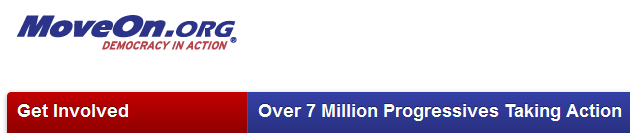 MoveOn.ORG®
DEMOCRACY IN ACTION
Get Involved
Over 7 Million Progressives Taking Action